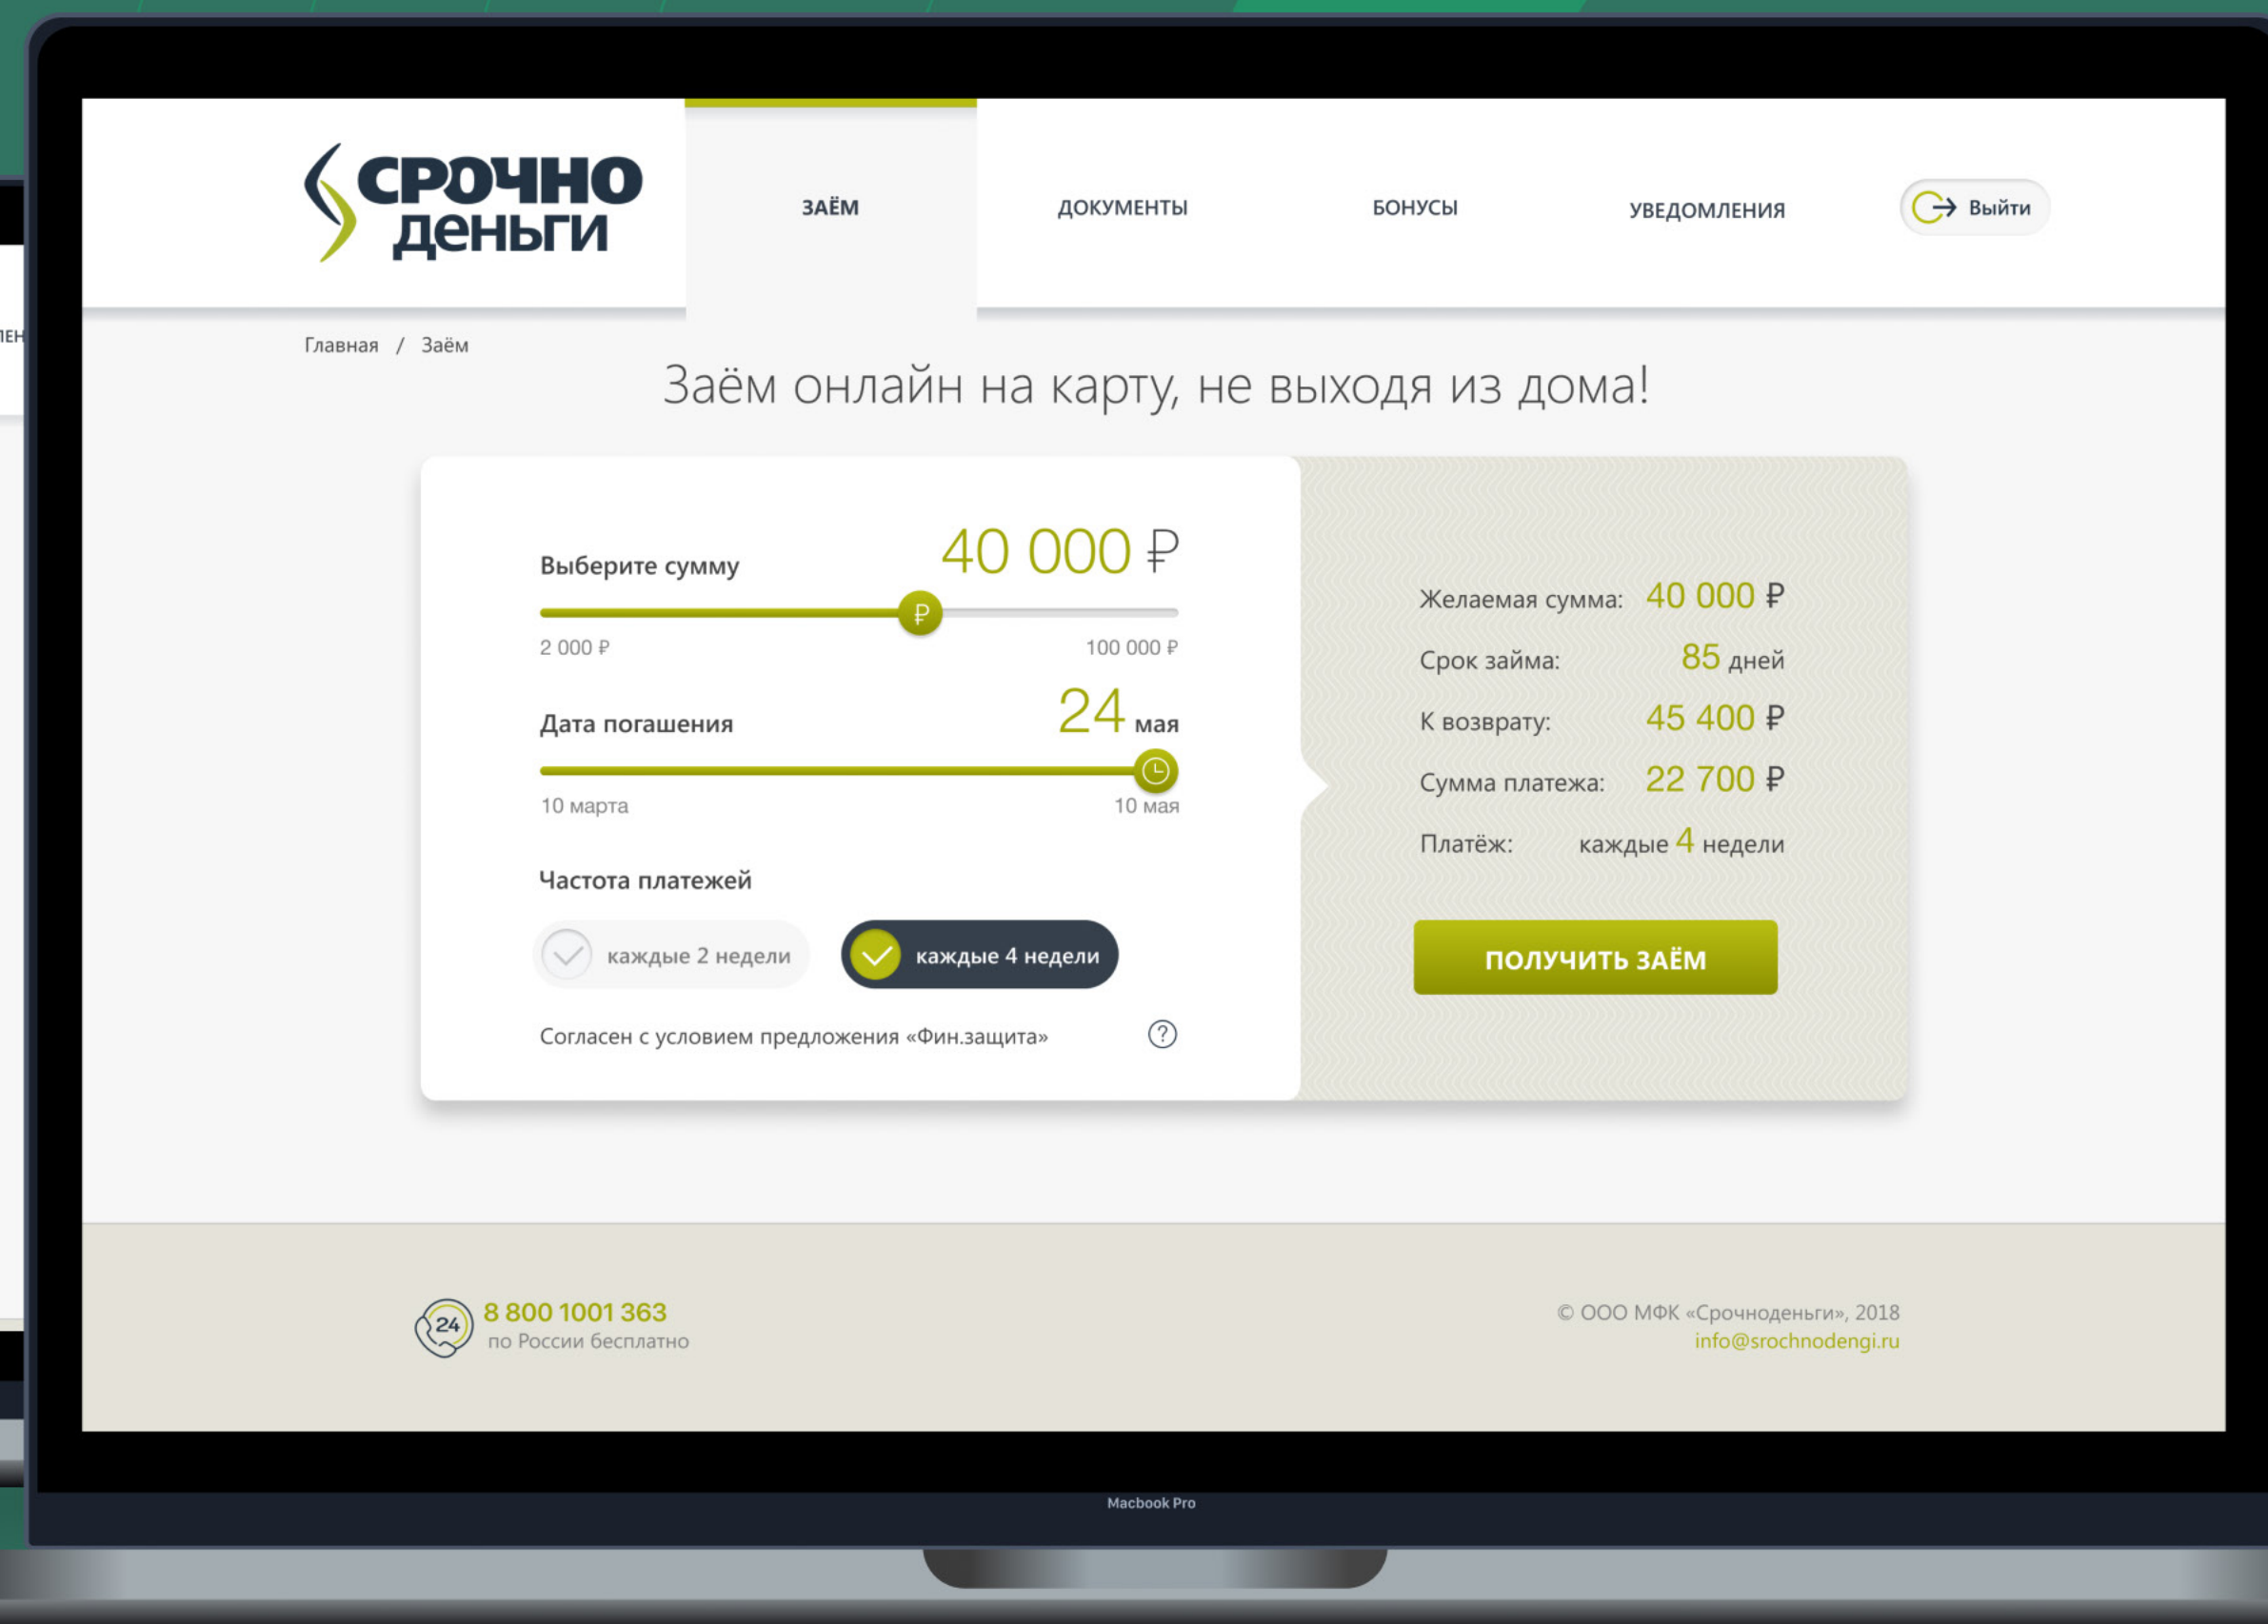 СРОЧНО
деньги
ЗАЁМ
ДОКУМЕНТЫ
БОНУСЫ
УВЕДОМЛЕНИЯ
Выйти
Главная / Заём
Заём онлайн на карту, не выходя из дома!
Выберите сумму
40 000 ₽
₽
2 000 ₽
100 000 ₽
Дата погашения
24 мая
10 марта
10 мая
Частота платежей
каждые 2 недели
каждые 4 недели
Согласен с условием предложения «Фин.защита»
?
Желаемая сумма: 40 000 ₽
Срок займа: 85 дней
К возврату: 45 400 ₽
Сумма платежа: 22 700 ₽
Платёж: каждые 4 недели
ПОЛУЧИТЬ ЗАЁМ
24
8 800 1001 363
по России бесплатно
© ООО МФК «Срочноденьги», 2018
info@srochnodengi.ru
Macbook Pro